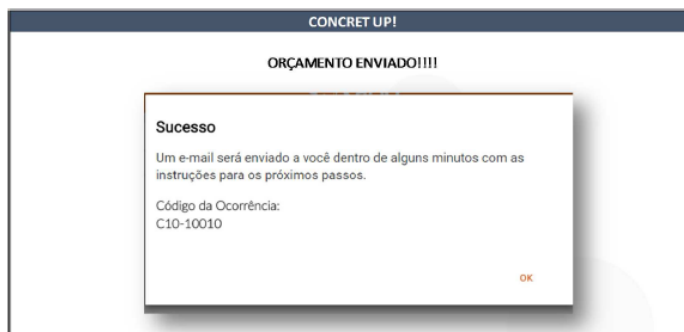 CONCRET UP!
ORÇAMENTO ENVIADO!!!!
Sucesso
Um e-mail será enviado a você dentro de alguns minutos com as
instruções para os próximos passos.
Código da Ocorrência:
C10-10010
OK